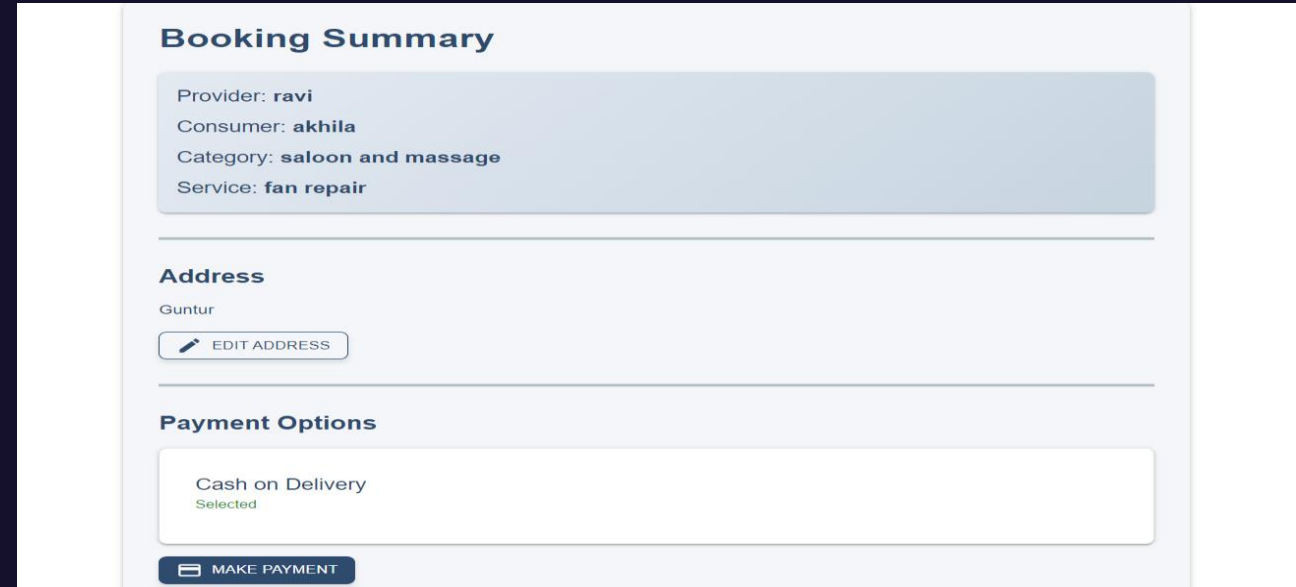 Booking Summary
Provider: ravi
Consumer: akhila
Category: saloon and massage
Service: fan repair
Address
Guntur
EDIT ADDRESS
Payment Options
Cash on Delivery
Selected
MAKE PAYMENT